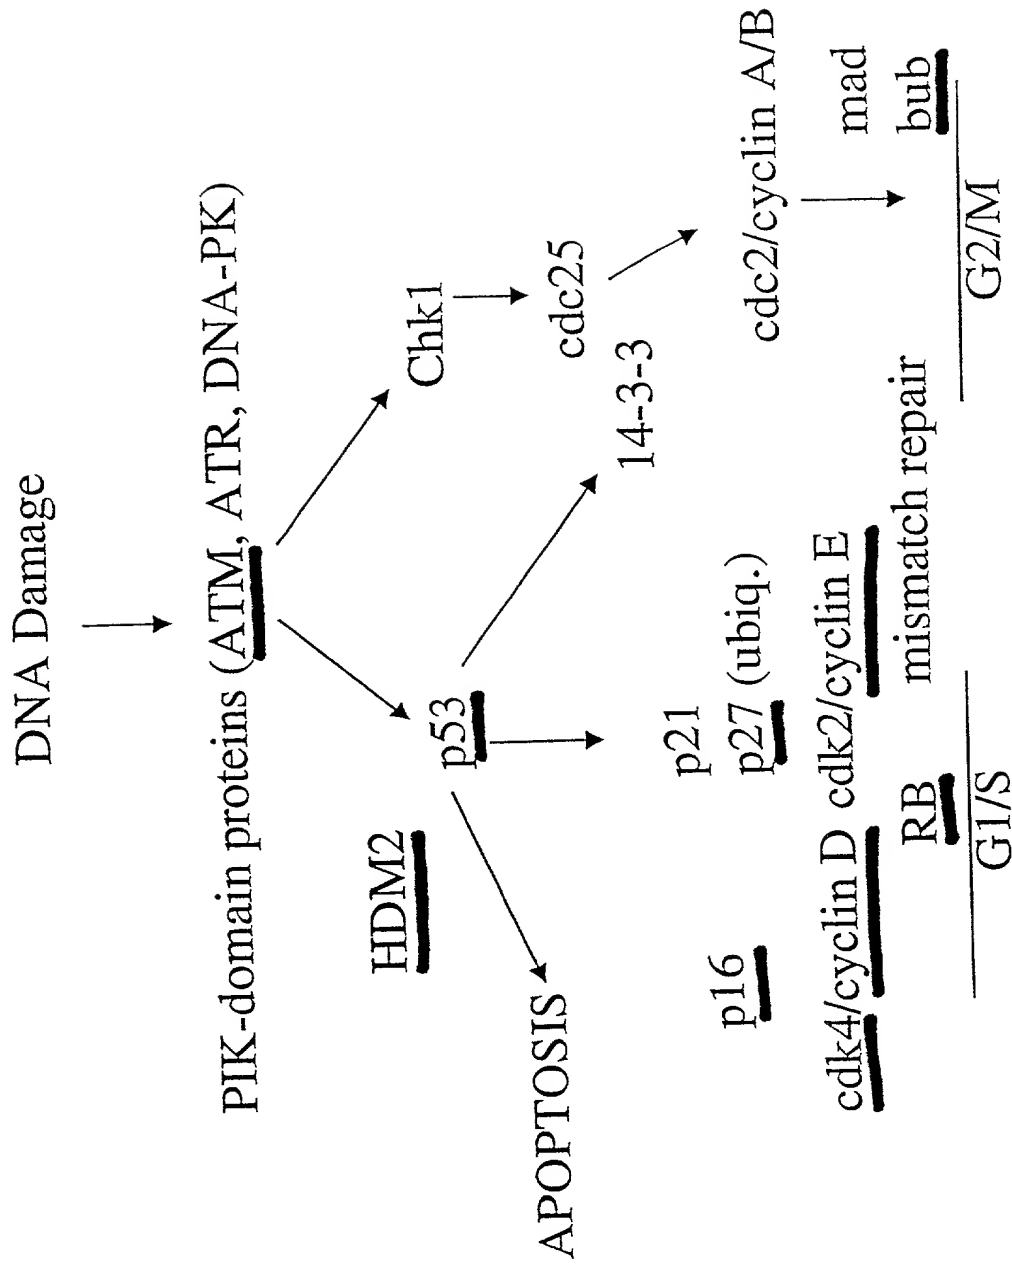 DNA Damage
PIK-domain proteins (ATM, ATR, DNA-PK)
HDM2
p53
Chk1
APOPTOSIS
cdc25
14-3-3
p16
p21
p27 (ubiq.)
cdc2/cyclin A/B
cdk4/cyclin D
cdk2/cyclin E
mad
RB
mismatch repair
bub
G1/S
G2/M